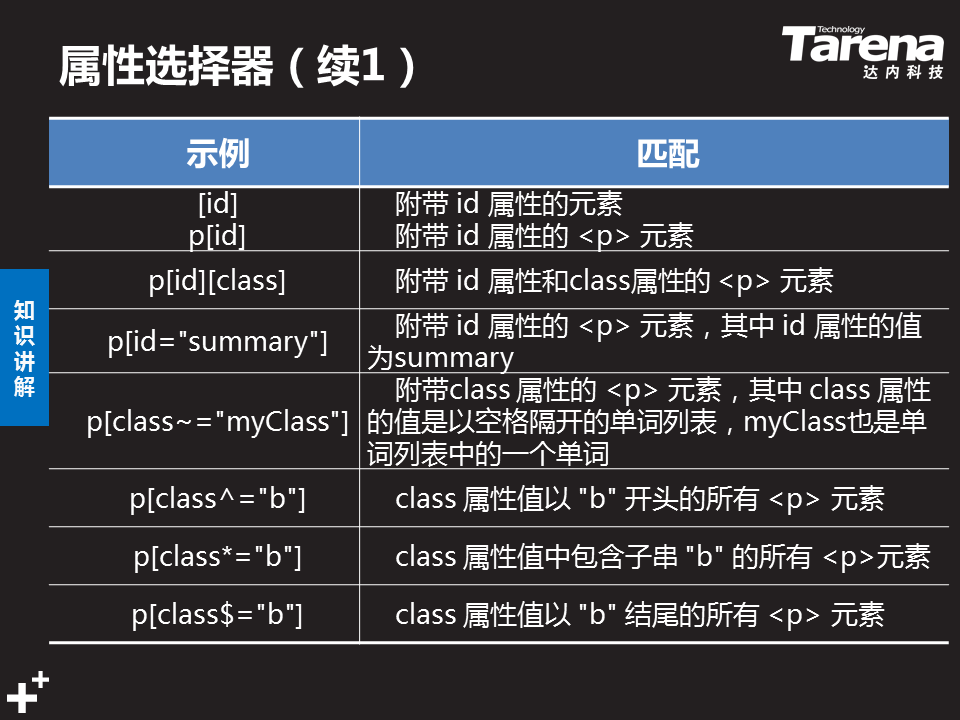 属性选择器（续1）
Technology
Tarena
达内科技
示例
匹配
[id]
p[id]
附带 id 属性的元素
附带 id 属性的 <p> 元素
p[id][class]
附带 id 属性和class属性的 <p> 元素
p[id="summary"]
附带 id 属性的 <p> 元素，其中 id 属性的值
为summary
p[class~="myClass"]
附带class 属性的 <p> 元素，其中 class 属性
的值是以空格隔开的单词列表，myClass也是单
词列表中的一个单词
p[class^="b"]
class 属性值以 "b" 开头的所有 <p> 元素
p[class*="b"]
class 属性值中包含子串 "b" 的所有 <p>元素
p[class$="b"]
class 属性值以 "b" 结尾的所有 <p> 元素
知
识
讲
解